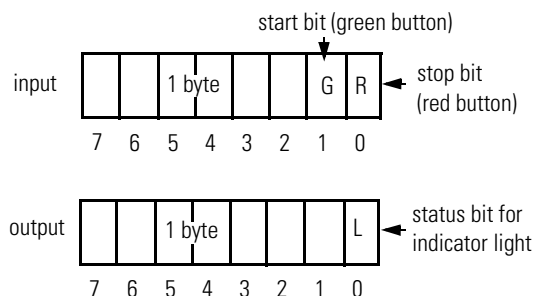 start bit (green button)
input 1 byte G R stop bit
(red button)
7 6 5 4 3 2 1 0
output 1 byte L status bit for
indicator light
7 6 5 4 3 2 1 0